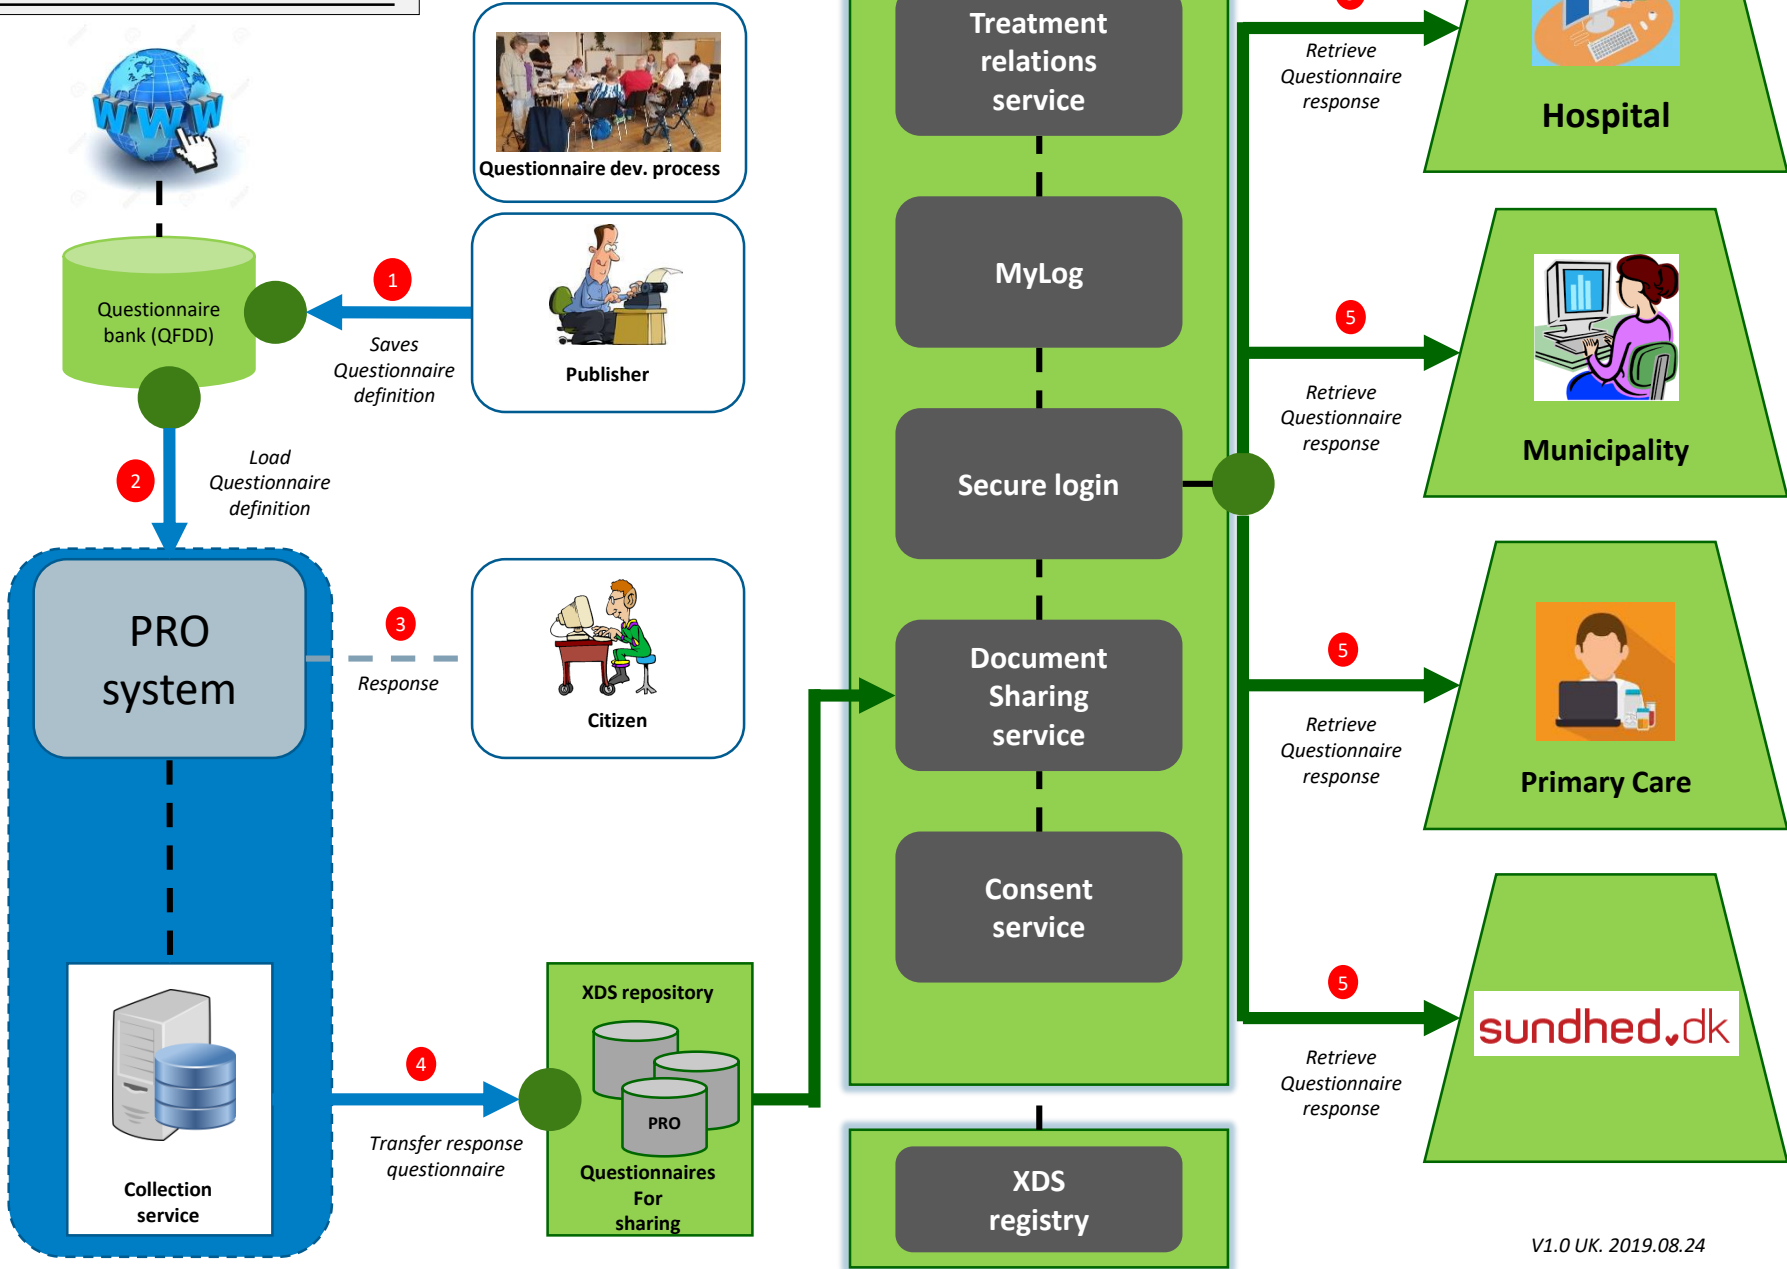 WWW
Questionnaire dev. process
Questionnaire
bank (QFDD)
1
Saves
Questionnaire
definition
Publisher
2
Load
Questionnaire
definition
PRO
system
3
Response
Citizen
Collection
service
4
Transfer response
questionnaire
XDS repository
PRO
Questionnaires
For
sharing
Treatment
relations
service
MyLog
Secure login
Document
Sharing
service
Consent
service
XDS
registry
Retrieve
Questionnaire
response
Hospital
5
Retrieve
Questionnaire
response
Municipality
5
Retrieve
Questionnaire
response
Primary Care
5
Retrieve
Questionnaire
response
sundhed.dk
V1.0 UK. 2019.08.24